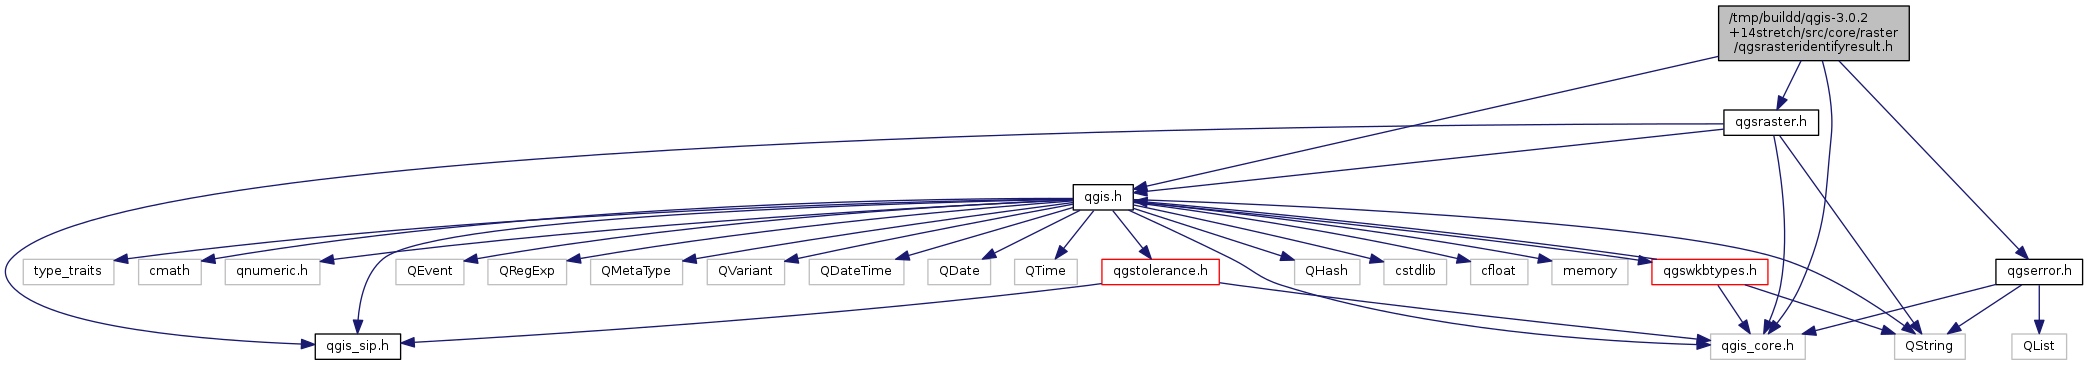 /tmp/buildd/qgis-3.0.2
+14stretch/src/core/raster
/qgsrasteridentifyresult.h
qgsraster.h
qgis.h
type_traits
cmath
qnumeric.h
QEvent
QRegExp
QMetaType
QVariant
QDateTime
QDate
QTime
qgstolerance.h
QHash
cstdlib
cfloat
memory
qgswkbtypes.h
qgserror.h
qgis_sip.h
qgis_core.h
QString
QList